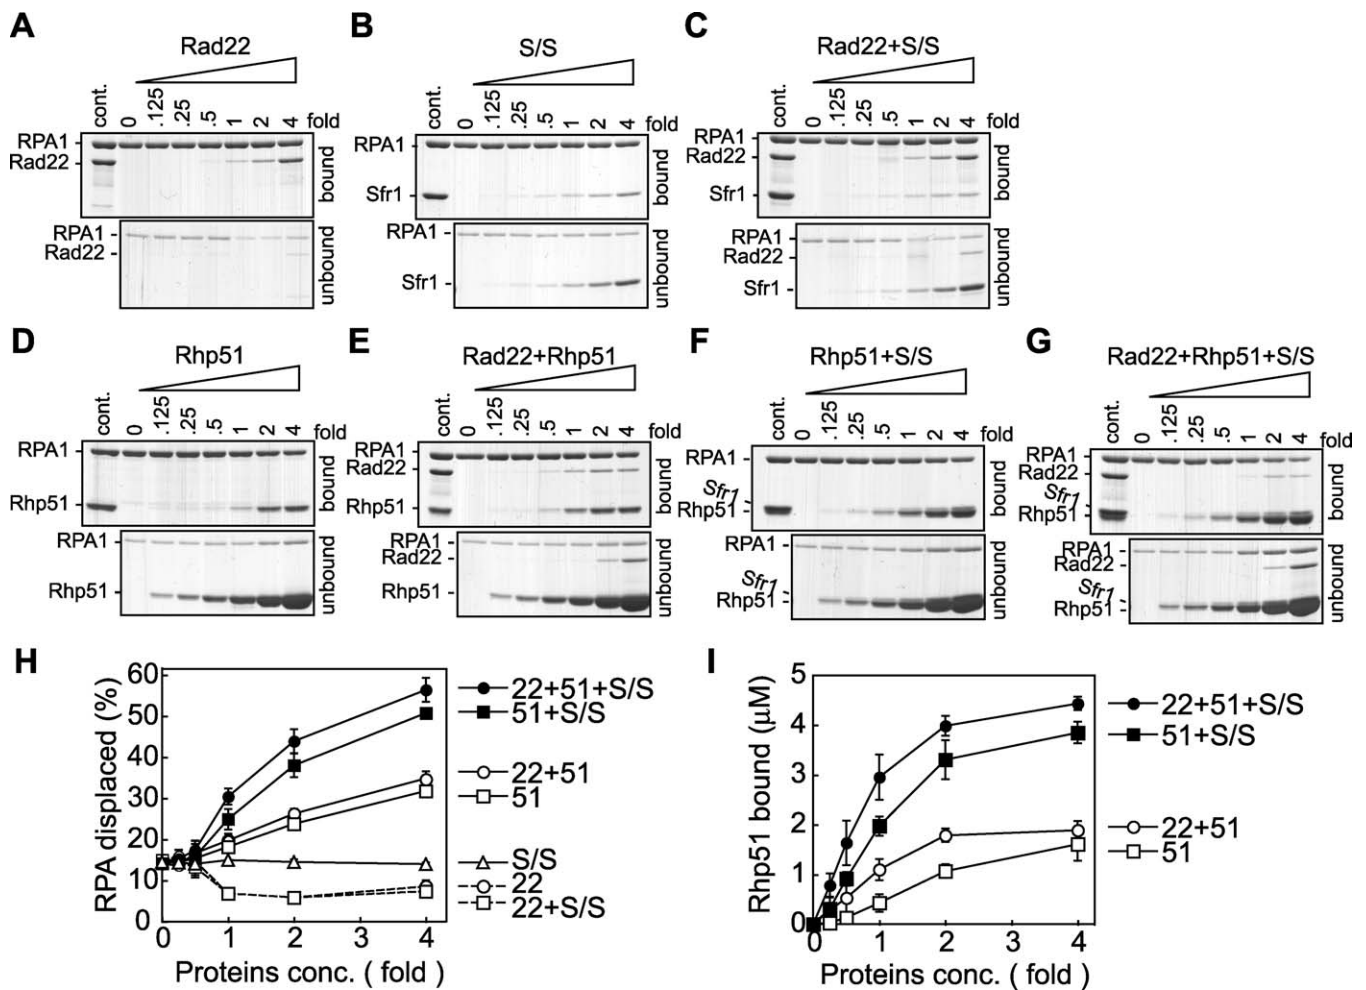 A
Rad22
cont.
0
.125
.25
.5
1
2
4
fold
RPA1
Rad22
bound
RPA1
Rad22
unbound
B
S/S
cont.
0
.125
.25
.5
1
2
4
fold
RPA1
Sfr1
bound
RPA1
Sfr1
unbound
C
Rad22+S/S
cont.
0
.125
.25
.5
1
2
4
fold
RPA1
Rad22
Sfr1
bound
RPA1
Rad22
Sfr1
unbound
D
Rhp51
cont.
0
.125
.25
.5
1
2
4
fold
RPA1
Rhp51
bound
RPA1
Rhp51
unbound
E
Rad22+Rhp51
cont.
0
.125
.25
.5
1
2
4
fold
RPA1
Rad22
Rhp51
bound
RPA1
Rad22
Rhp51
unbound
F
Rhp51+S/S
cont.
0
.125
.25
.5
1
2
4
fold
RPA1
Sfr1
Rhp51
bound
RPA1
Sfr1
Rhp51
unbound
G
Rad22+Rhp51+S/S
cont.
0
.125
.25
.5
1
2
4
fold
RPA1
Rad22
Sfr1
Rhp51
bound
RPA1
Rad22
Sfr1
Rhp51
unbound
H
RPA displaced (%)
60
50
40
30
20
10
0
0
1
2
3
4
Proteins conc. ( fold )
22+51+S/S
51+S/S
22+51
51
S/S
22
22+S/S
I
Rhp51 bound (μM)
5
4
3
2
1
0
0
1
2
3
4
Proteins conc. ( fold )
22+51+S/S
51+S/S
22+51
51